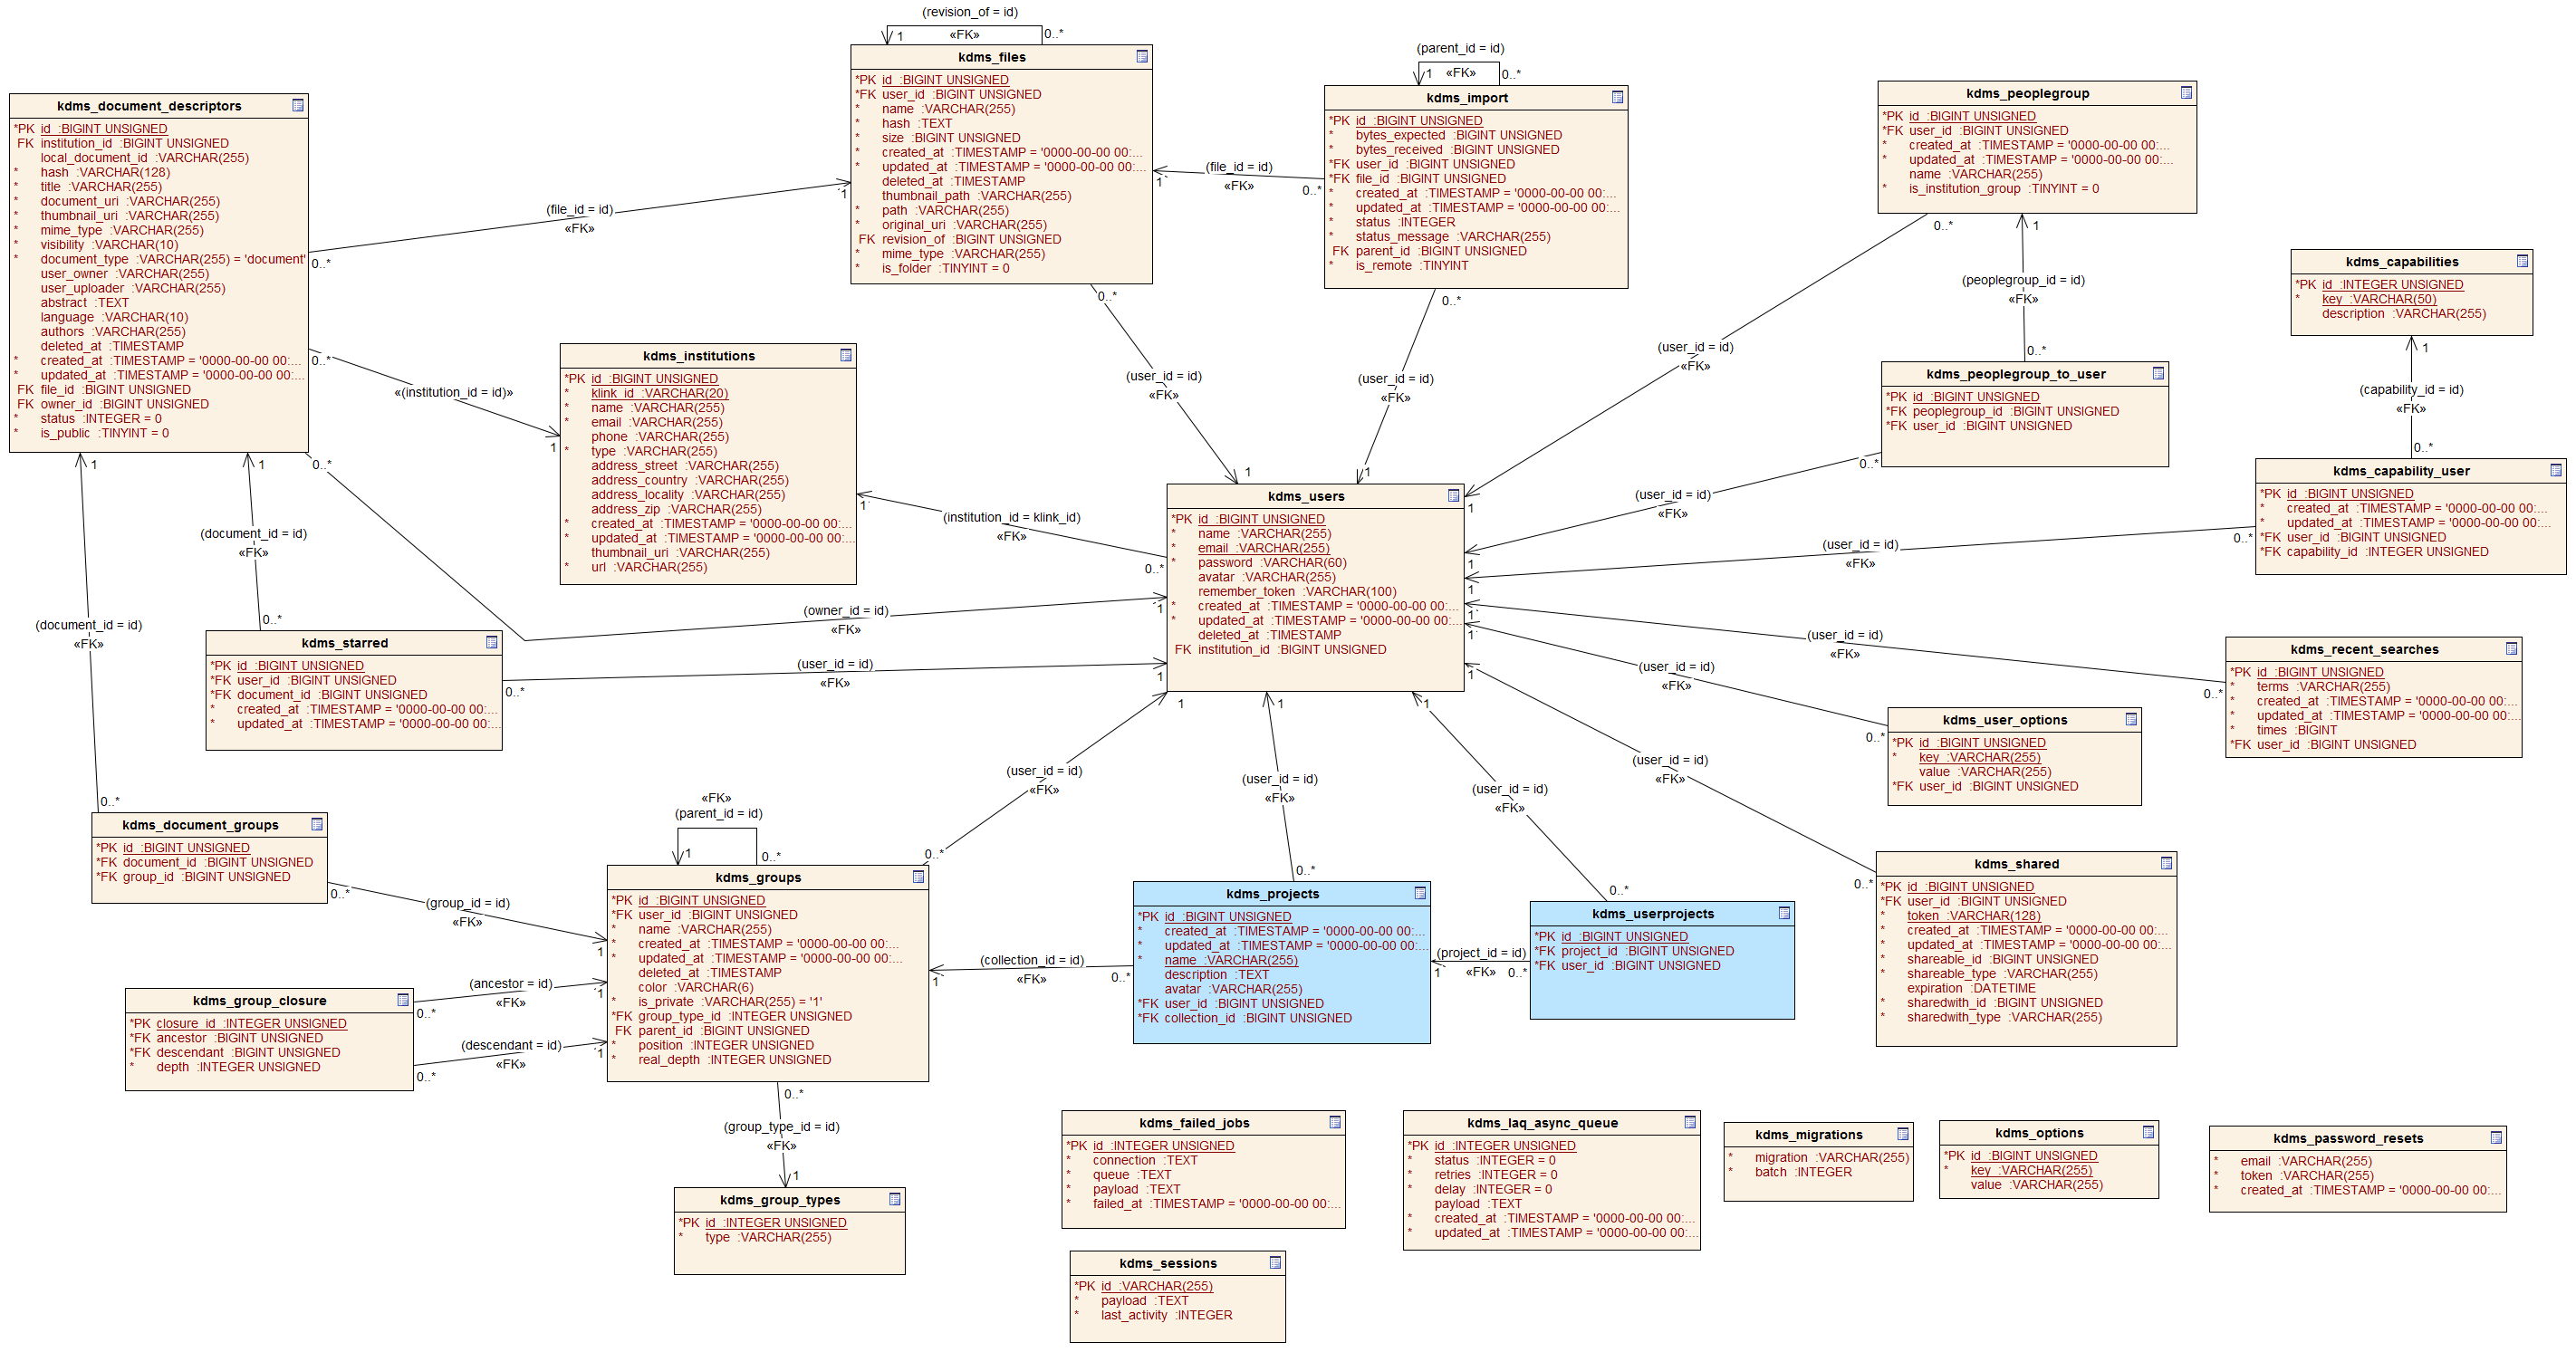 (revision_of = id)
1
«FK»
0..*
kdms_files
*PK id :BIGINT UNSIGNED
*FK user_id :BIGINT UNSIGNED
* name :VARCHAR(255)
* hash :TEXT
* size :BIGINT UNSIGNED
* created_at :TIMESTAMP = '0000-00-00 00:...
* updated_at :TIMESTAMP = '0000-00-00 00:...
deleted_at :TIMESTAMP
thumbnail_path :VARCHAR(255)
* path :VARCHAR(255)
* original_uri :VARCHAR(255)
FK revision_of :BIGINT UNSIGNED
* mime_type :VARCHAR(255)
* is_folder :TINYINT = 0
(parent_id = id)
1
«FK»
0..*
kdms_import
*PK id :BIGINT UNSIGNED
* bytes_expected :BIGINT UNSIGNED
* bytes_received :BIGINT UNSIGNED
*FK user_id :BIGINT UNSIGNED
*FK file_id :BIGINT UNSIGNED
* created_at :TIMESTAMP = '0000-00-00 00:...
* updated_at :TIMESTAMP = '0000-00-00 00:...
* status :INTEGER
* status_message :VARCHAR(255)
FK parent_id :BIGINT UNSIGNED
* is_remote :TINYINT
kdms_peoplegroup
*PK id :BIGINT UNSIGNED
*FK user_id :BIGINT UNSIGNED
* created_at :TIMESTAMP = '0000-00-00 00:...
* updated_at :TIMESTAMP = '0000-00-00 00:...
name :VARCHAR(255)
* is_institution_group :TINYINT = 0
kdms_document_descriptors
*PK id :BIGINT UNSIGNED
FK institution_id :BIGINT UNSIGNED
local_document_id :VARCHAR(255)
* hash :VARCHAR(128)
* title :VARCHAR(255)
* document_uri :VARCHAR(255)
* thumbnail_uri :VARCHAR(255)
* mime_type :VARCHAR(255)
* visibility :VARCHAR(10)
* document_type :VARCHAR(255) = 'document'
user_owner :VARCHAR(255)
user_uploader :VARCHAR(255)
abstract :TEXT
language :VARCHAR(10)
authors :VARCHAR(255)
deleted_at :TIMESTAMP
* created_at :TIMESTAMP = '0000-00-00 00:...
* updated_at :TIMESTAMP = '0000-00-00 00:...
FK file_id :BIGINT UNSIGNED
FK owner_id :BIGINT UNSIGNED
* status :INTEGER = 0
* is_public :TINYINT = 0
(file_id = id)
«FK»
0..*
1
(file_id = id)
«FK»
1
0..*
kdms_capabilities
*PK id :INTEGER UNSIGNED
* key :VARCHAR(50)
description :VARCHAR(255)
0..*
1
(peoplegroup_id = id)
«FK»
0..*
kdms_institutions
*PK id :BIGINT UNSIGNED
* klink_id :VARCHAR(20)
* name :VARCHAR(255)
* email :VARCHAR(255)
phone :VARCHAR(255)
* type :VARCHAR(255)
address_street :VARCHAR(255)
address_country :VARCHAR(255)
address_locality :VARCHAR(255)
address_zip :VARCHAR(255)
* created_at :TIMESTAMP = '0000-00-00 00:...
* updated_at :TIMESTAMP = '0000-00-00 00:...
thumbnail_uri :VARCHAR(255)
* url :VARCHAR(255)
0..*
«(institution_id = id)»
1
0..*
(user_id = id)
«FK»
1
0..*
(user_id = id)
«FK»
1
(user_id = id)
«FK»
1
kdms_peoplegroup_to_user
*PK id :BIGINT UNSIGNED
*FK peoplegroup_id :BIGINT UNSIGNED
*FK user_id :BIGINT UNSIGNED
1
(capability_id = id)
«FK»
0..*
kdms_capability_user
*PK id :BIGINT UNSIGNED
* created_at :TIMESTAMP = '0000-00-00 00:...
* updated_at :TIMESTAMP = '0000-00-00 00:...
*FK user_id :BIGINT UNSIGNED
*FK capability_id :INTEGER UNSIGNED
0..*
(user_id = id)
«FK»
1
0..*
(user_id = id)
«FK»
1
kdms_users
*PK id :BIGINT UNSIGNED
* name :VARCHAR(255)
* email :VARCHAR(255)
* password :VARCHAR(60)
avatar :VARCHAR(255)
remember_token :VARCHAR(100)
* created_at :TIMESTAMP = '0000-00-00 00:...
* updated_at :TIMESTAMP = '0000-00-00 00:...
deleted_at :TIMESTAMP
FK institution_id :BIGINT UNSIGNED
1
(institution_id = klink_id)
«FK»
0..*
1
0..*
1
(document_id = id)
«FK»
0..*
(document_id = id)
«FK»
0..*
(owner_id = id)
«FK»
1
kdms_starred
*PK id :BIGINT UNSIGNED
*FK user_id :BIGINT UNSIGNED
*FK document_id :BIGINT UNSIGNED
* created_at :TIMESTAMP = '0000-00-00 00:...
* updated_at :TIMESTAMP = '0000-00-00 00:...
0..*
(user_id = id)
«FK»
1
1
(user_id = id)
«FK»
0..*
kdms_recent_searches
*PK id :BIGINT UNSIGNED
* terms :VARCHAR(255)
* created_at :TIMESTAMP = '0000-00-00 00:...
* updated_at :TIMESTAMP = '0000-00-00 00:...
* times :BIGINT
*FK user_id :BIGINT UNSIGNED
1
(user_id = id)
«FK»
0..*
kdms_user_options
*PK id :BIGINT UNSIGNED
* key :VARCHAR(255)
value :VARCHAR(255)
*FK user_id :BIGINT UNSIGNED
1
(user_id = id)
«FK»
0..*
1
(user_id = id)
«FK»
0..*
1
(user_id = id)
«FK»
0..*
1
(user_id = id)
«FK»
0..*
kdms_document_groups
*PK id :BIGINT UNSIGNED
*FK document_id :BIGINT UNSIGNED
*FK group_id :BIGINT UNSIGNED
0..*
(group_id = id)
«FK»
1
«FK»
(parent_id = id)
1
0..*
kdms_groups
*PK id :BIGINT UNSIGNED
*FK user_id :BIGINT UNSIGNED
* name :VARCHAR(255)
* created_at :TIMESTAMP = '0000-00-00 00:...
* updated_at :TIMESTAMP = '0000-00-00 00:...
deleted_at :TIMESTAMP
color :VARCHAR(6)
* is_private :VARCHAR(255) = '1'
*FK group_type_id :INTEGER UNSIGNED
FK parent_id :BIGINT UNSIGNED
* position :INTEGER UNSIGNED
* real_depth :INTEGER UNSIGNED
(collection_id = id)
«FK»
1
0..*
kdms_projects
*PK id :BIGINT UNSIGNED
* created_at :TIMESTAMP = '0000-00-00 00:...
* updated_at :TIMESTAMP = '0000-00-00 00:...
* name :VARCHAR(255)
description :TEXT
avatar :VARCHAR(255)
*FK user_id :BIGINT UNSIGNED
*FK collection_id :BIGINT UNSIGNED
(project_id = id)
1
«FK»
0..*
kdms_userprojects
*PK id :BIGINT UNSIGNED
*FK project_id :BIGINT UNSIGNED
*FK user_id :BIGINT UNSIGNED
kdms_shared
*PK id :BIGINT UNSIGNED
*FK user_id :BIGINT UNSIGNED
* token :VARCHAR(128)
* created_at :TIMESTAMP = '0000-00-00 00:...
* updated_at :TIMESTAMP = '0000-00-00 00:...
* shareable_id :BIGINT UNSIGNED
* shareable_type :VARCHAR(255)
expiration :DATETIME
* sharedwith_id :BIGINT UNSIGNED
* sharedwith_type :VARCHAR(255)
kdms_group_closure
*PK closure_id :INTEGER UNSIGNED
*FK ancestor :BIGINT UNSIGNED
*FK descendant :BIGINT UNSIGNED
* depth :INTEGER UNSIGNED
(ancestor = id)
«FK»
0..*
1
(descendant = id)
«FK»
0..*
1
0..*
(group_type_id = id)
«FK»
1
kdms_group_types
*PK id :INTEGER UNSIGNED
* type :VARCHAR(255)
kdms_failed_jobs
*PK id :INTEGER UNSIGNED
* connection :TEXT
* queue :TEXT
* payload :TEXT
* failed_at :TIMESTAMP = '0000-00-00 00:...
kdms_laq_async_queue
*PK id :INTEGER UNSIGNED
* status :INTEGER = 0
* retries :INTEGER = 0
* delay :INTEGER = 0
payload :TEXT
* created_at :TIMESTAMP = '0000-00-00 00:...
* updated_at :TIMESTAMP = '0000-00-00 00:...
kdms_migrations
* migration :VARCHAR(255)
* batch :INTEGER
kdms_options
*PK id :BIGINT UNSIGNED
* key :VARCHAR(255)
value :VARCHAR(255)
kdms_password_resets
* email :VARCHAR(255)
* token :VARCHAR(255)
* created_at :TIMESTAMP = '0000-00-00 00:...
kdms_sessions
*PK id :VARCHAR(255)
* payload :TEXT
* last_activity :INTEGER